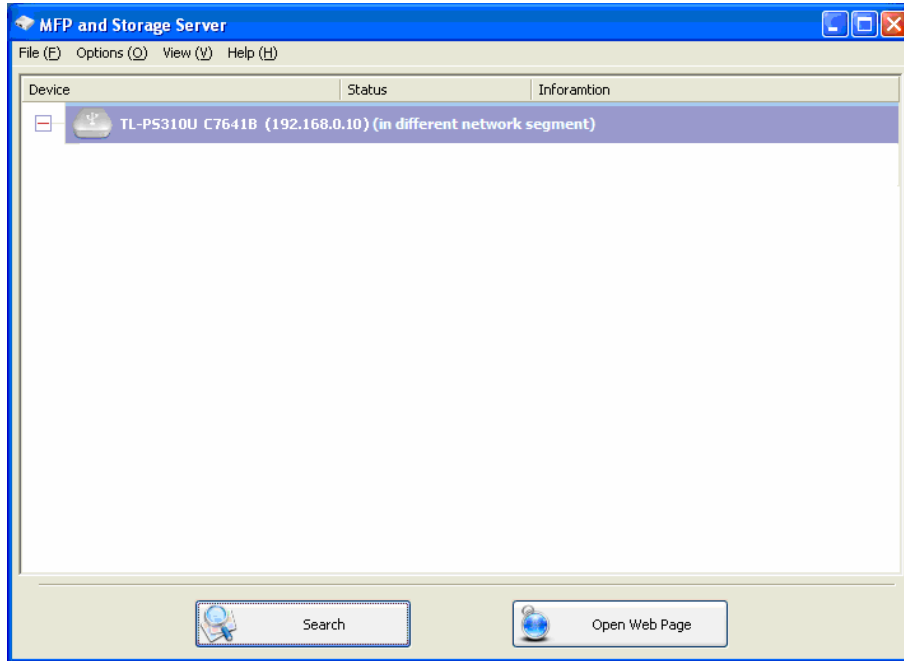 MFP and Storage Server
File (F) Options (O) View (V) Help (H)
Device Status Inforamtion
TL-PS310U C7641B (192.168.0.10) (in different network segment)
Search Open Web Page